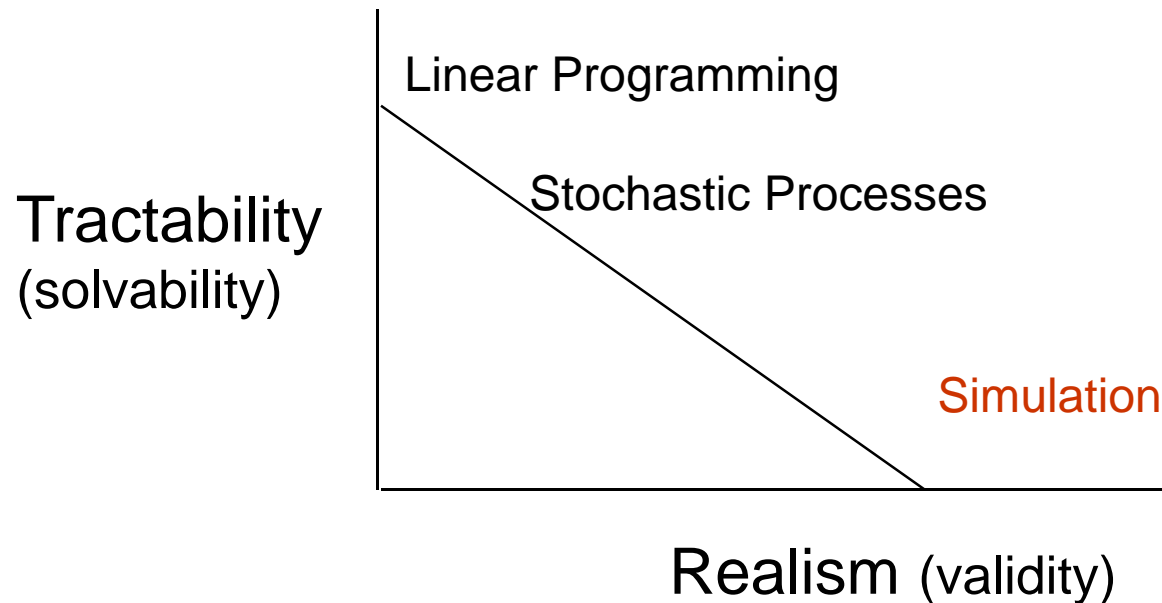 Linear Programming
Stochastic Processes
Tractability
(solvability)
Simulation
Realism (validity)